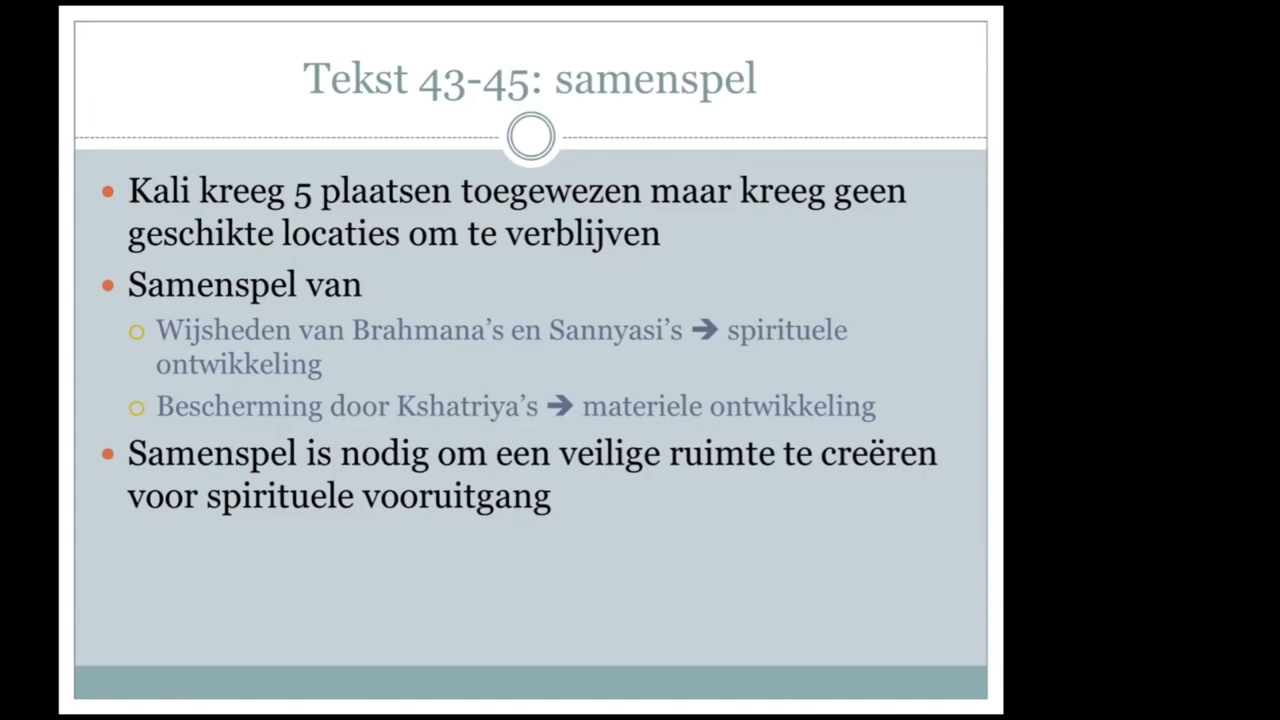 Tekst 43-45: samenspel
• Kali kreeg 5 plaatsen toegewezen maar kreeg geen
geschikte locaties om te verblijven
• Samenspel van
○ Wijsheden van Brahmana’s en Sannyasi’s ➔ spirituele
ontwikkeling
○ Bescherming door Kshatriya’s ➔ materiele ontwikkeling
• Samenspel is nodig om een veilige ruimte te creëren
voor spirituele vooruitgang